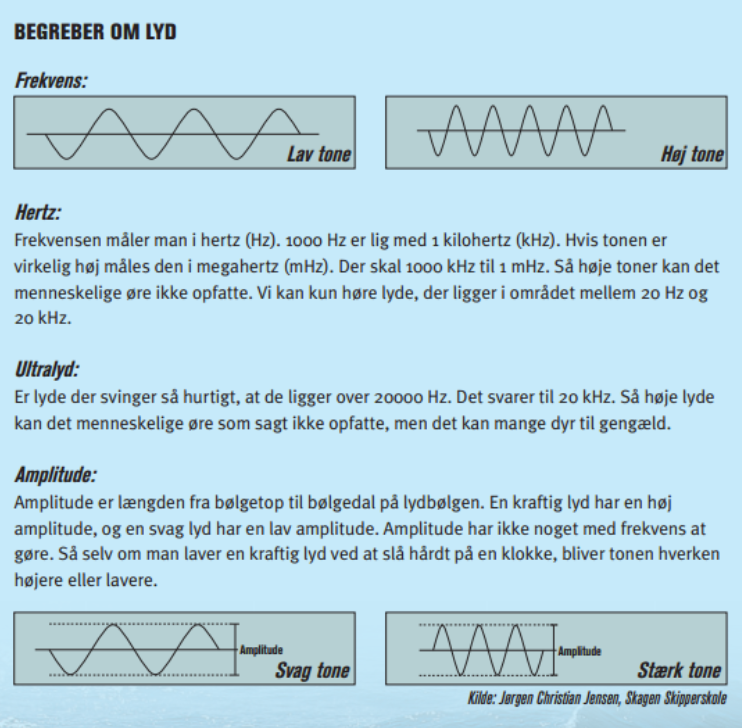 BEGREBER OM LYD
Frekvens:
Lav tone
Høj tone
Hertz:
Frekvensen måler man i hertz (Hz). 1000 Hz er lig med 1 kilohertz (kHz). Hvis tonen er
virkelig høj måles den i megahertz (mHz). Der skal 1000 kHz til 1 mHz. Så høje toner kan det
menneskelige øre ikke opfatte. Vi kan kun høre lyde, der ligger i området mellem 20 Hz og
20 kHz.
Ultralyd:
Er lyde der svinger så hurtigt, at de ligger over 20000 Hz. Det svarer til 20 kHz. Så høje lyde
kan det menneskelige øre som sagt ikke opfatte, men det kan mange dyr til gengæld.
Amplitude:
Amplitude er længden fra bølgetop til bølgedal på lydbølgen. En kraftig lyd har en høj
amplitude, og en svag lyd har en lav amplitude. Amplitude har ikke noget med frekvens at
gøre. Så selv om man laver en kraftig lyd ved at slå hårdt på en klokke, bliver tonen hverken
højere eller lavere.
Amplitude
Svag tone
Amplitude
Stærk tone
Kilde: Jørgen Christian Jensen, Skagen Skipperskole